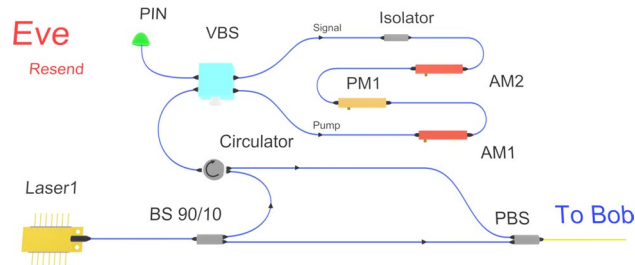 PIN
VBS
Signal
Isolator
Eve
Resend
PM1
AM2
Pump
Circulator
AM1
Laser1
BS 90/10
PBS
To Bob